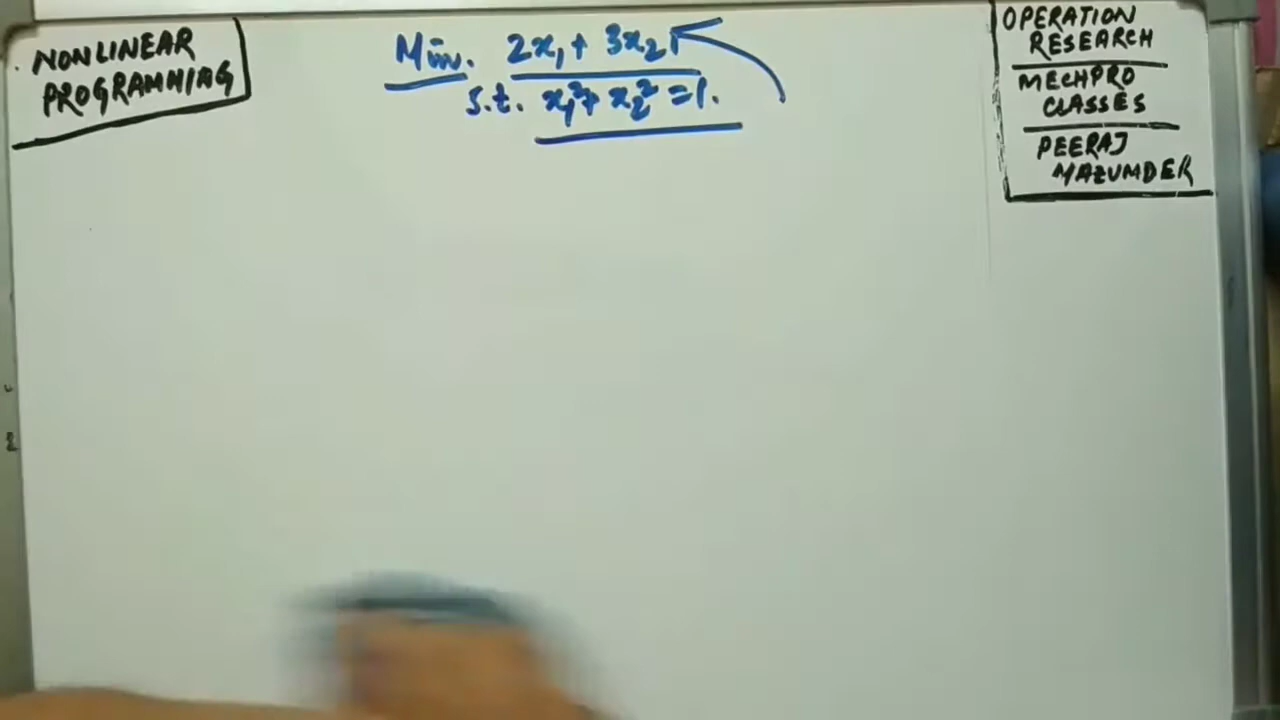 NONLINEAR
PROGRAMMING
Min. 2x₁ + 3x₂
s.t. x₁² + x₂² = 1.
OPERATION
RESEARCH
MECHPRO
CLASSES
PEERAJ
MAZUMDER